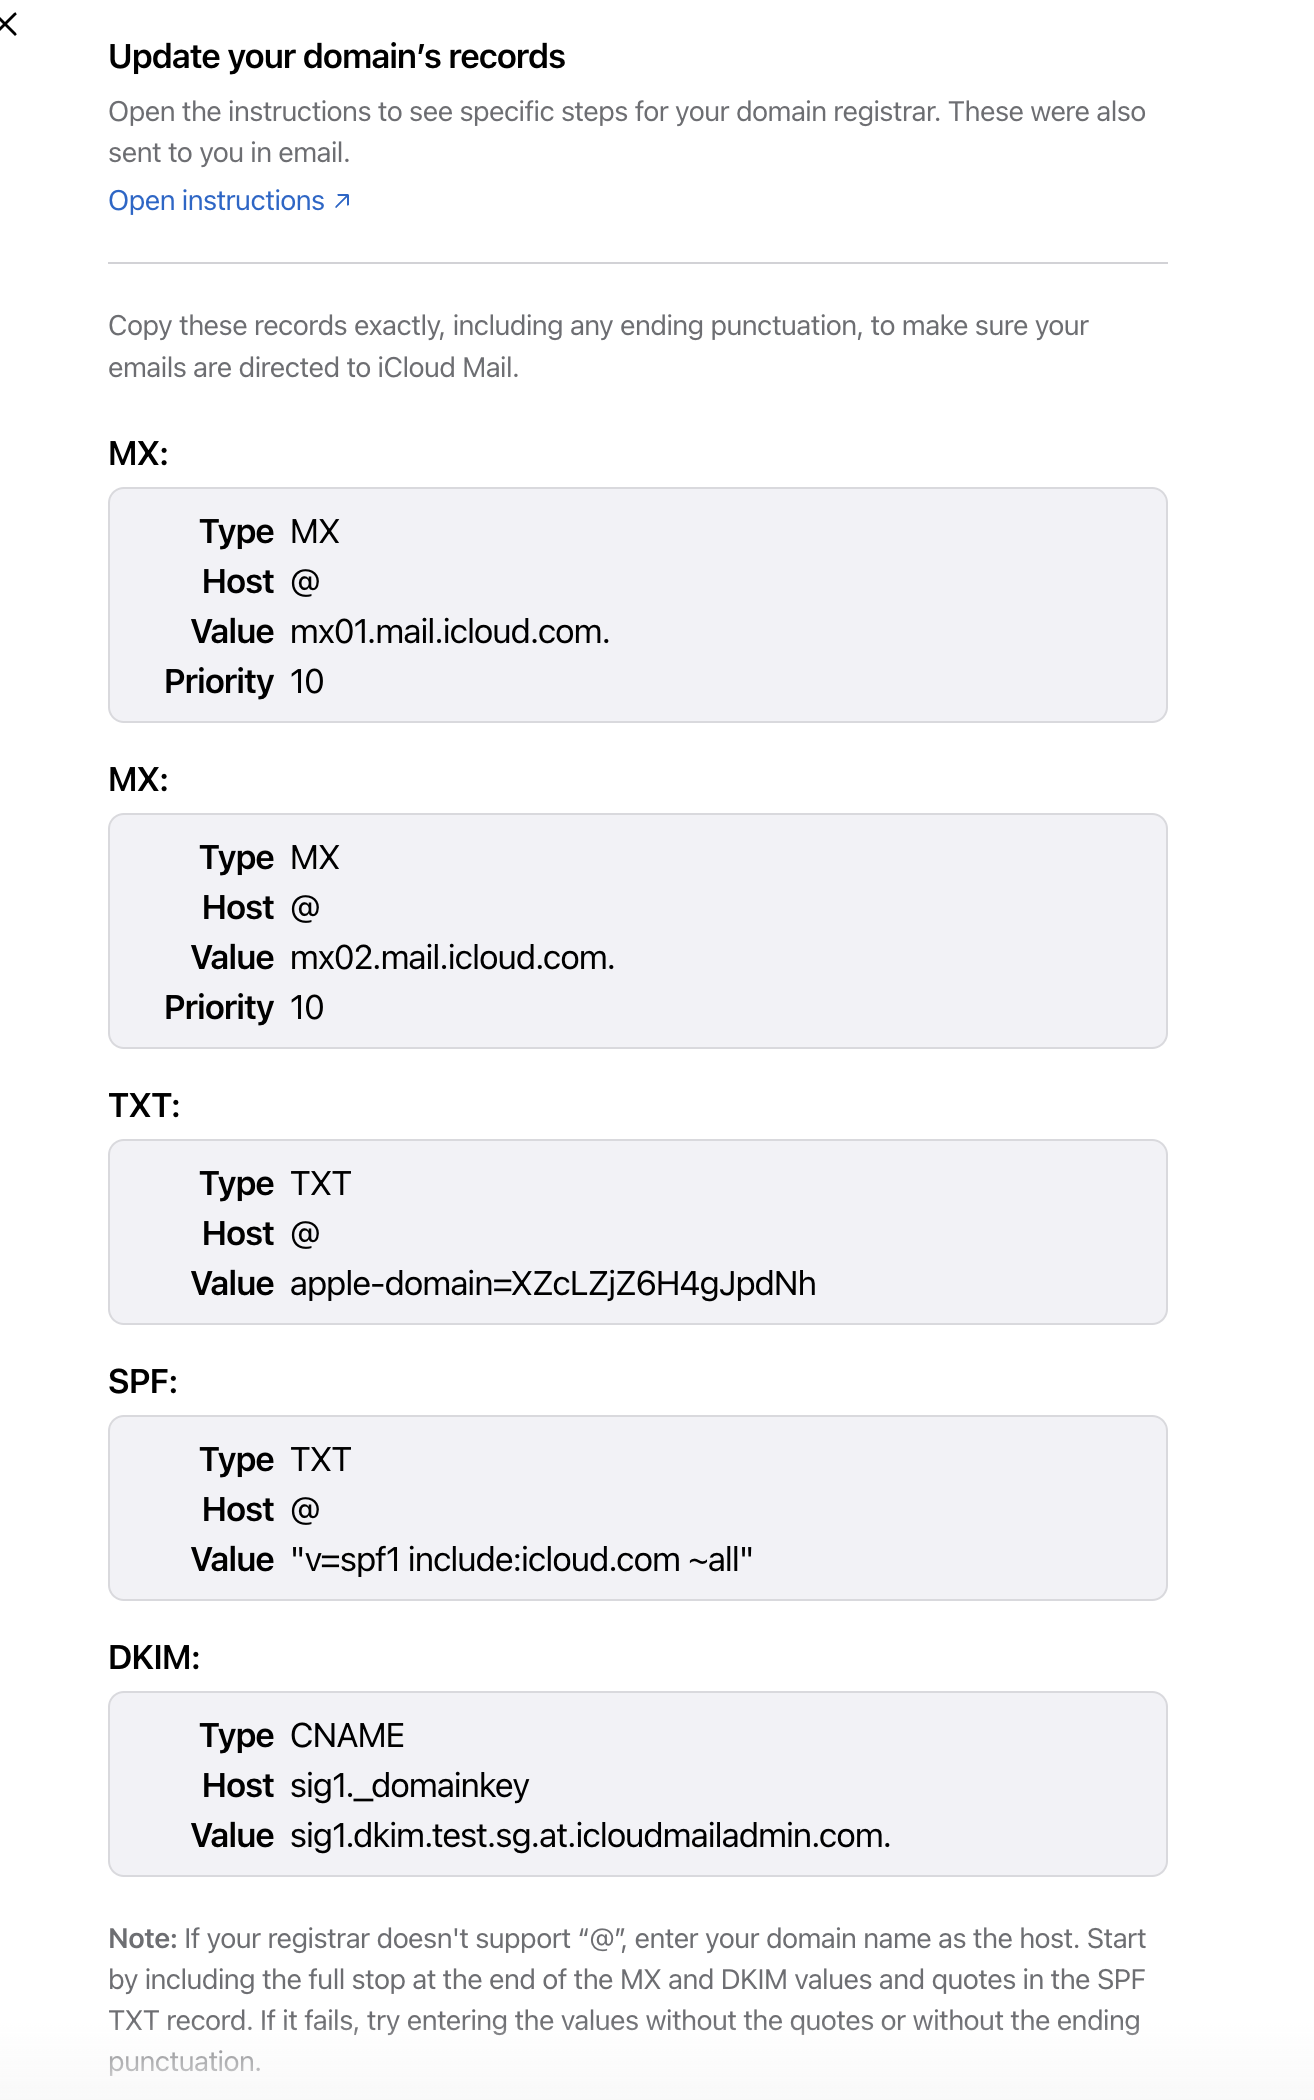 Update your domain’s records
Open the instructions to see specific steps for your domain registrar. These were also
sent to you in email.
Open instructions ↗
Copy these records exactly, including any ending punctuation, to make sure your
emails are directed to iCloud Mail.
MX:
Type MX
Host @
Value mx01.mail.icloud.com.
Priority 10
MX:
Type MX
Host @
Value mx02.mail.icloud.com.
Priority 10
TXT:
Type TXT
Host @
Value apple-domain=XZcLZjZ6H4gJpdNh
SPF:
Type TXT
Host @
Value "v=spf1 include:icloud.com ~all"
DKIM:
Type CNAME
Host sig1._domainkey
Value sig1.dkim.test.sg.at.icloudmailadmin.com.
Note: If your registrar doesn't support “@”, enter your domain name as the host. Start
by including the full stop at the end of the MX and DKIM values and quotes in the SPF
TXT record. If it fails, try entering the values without the quotes or without the ending
punctuation.